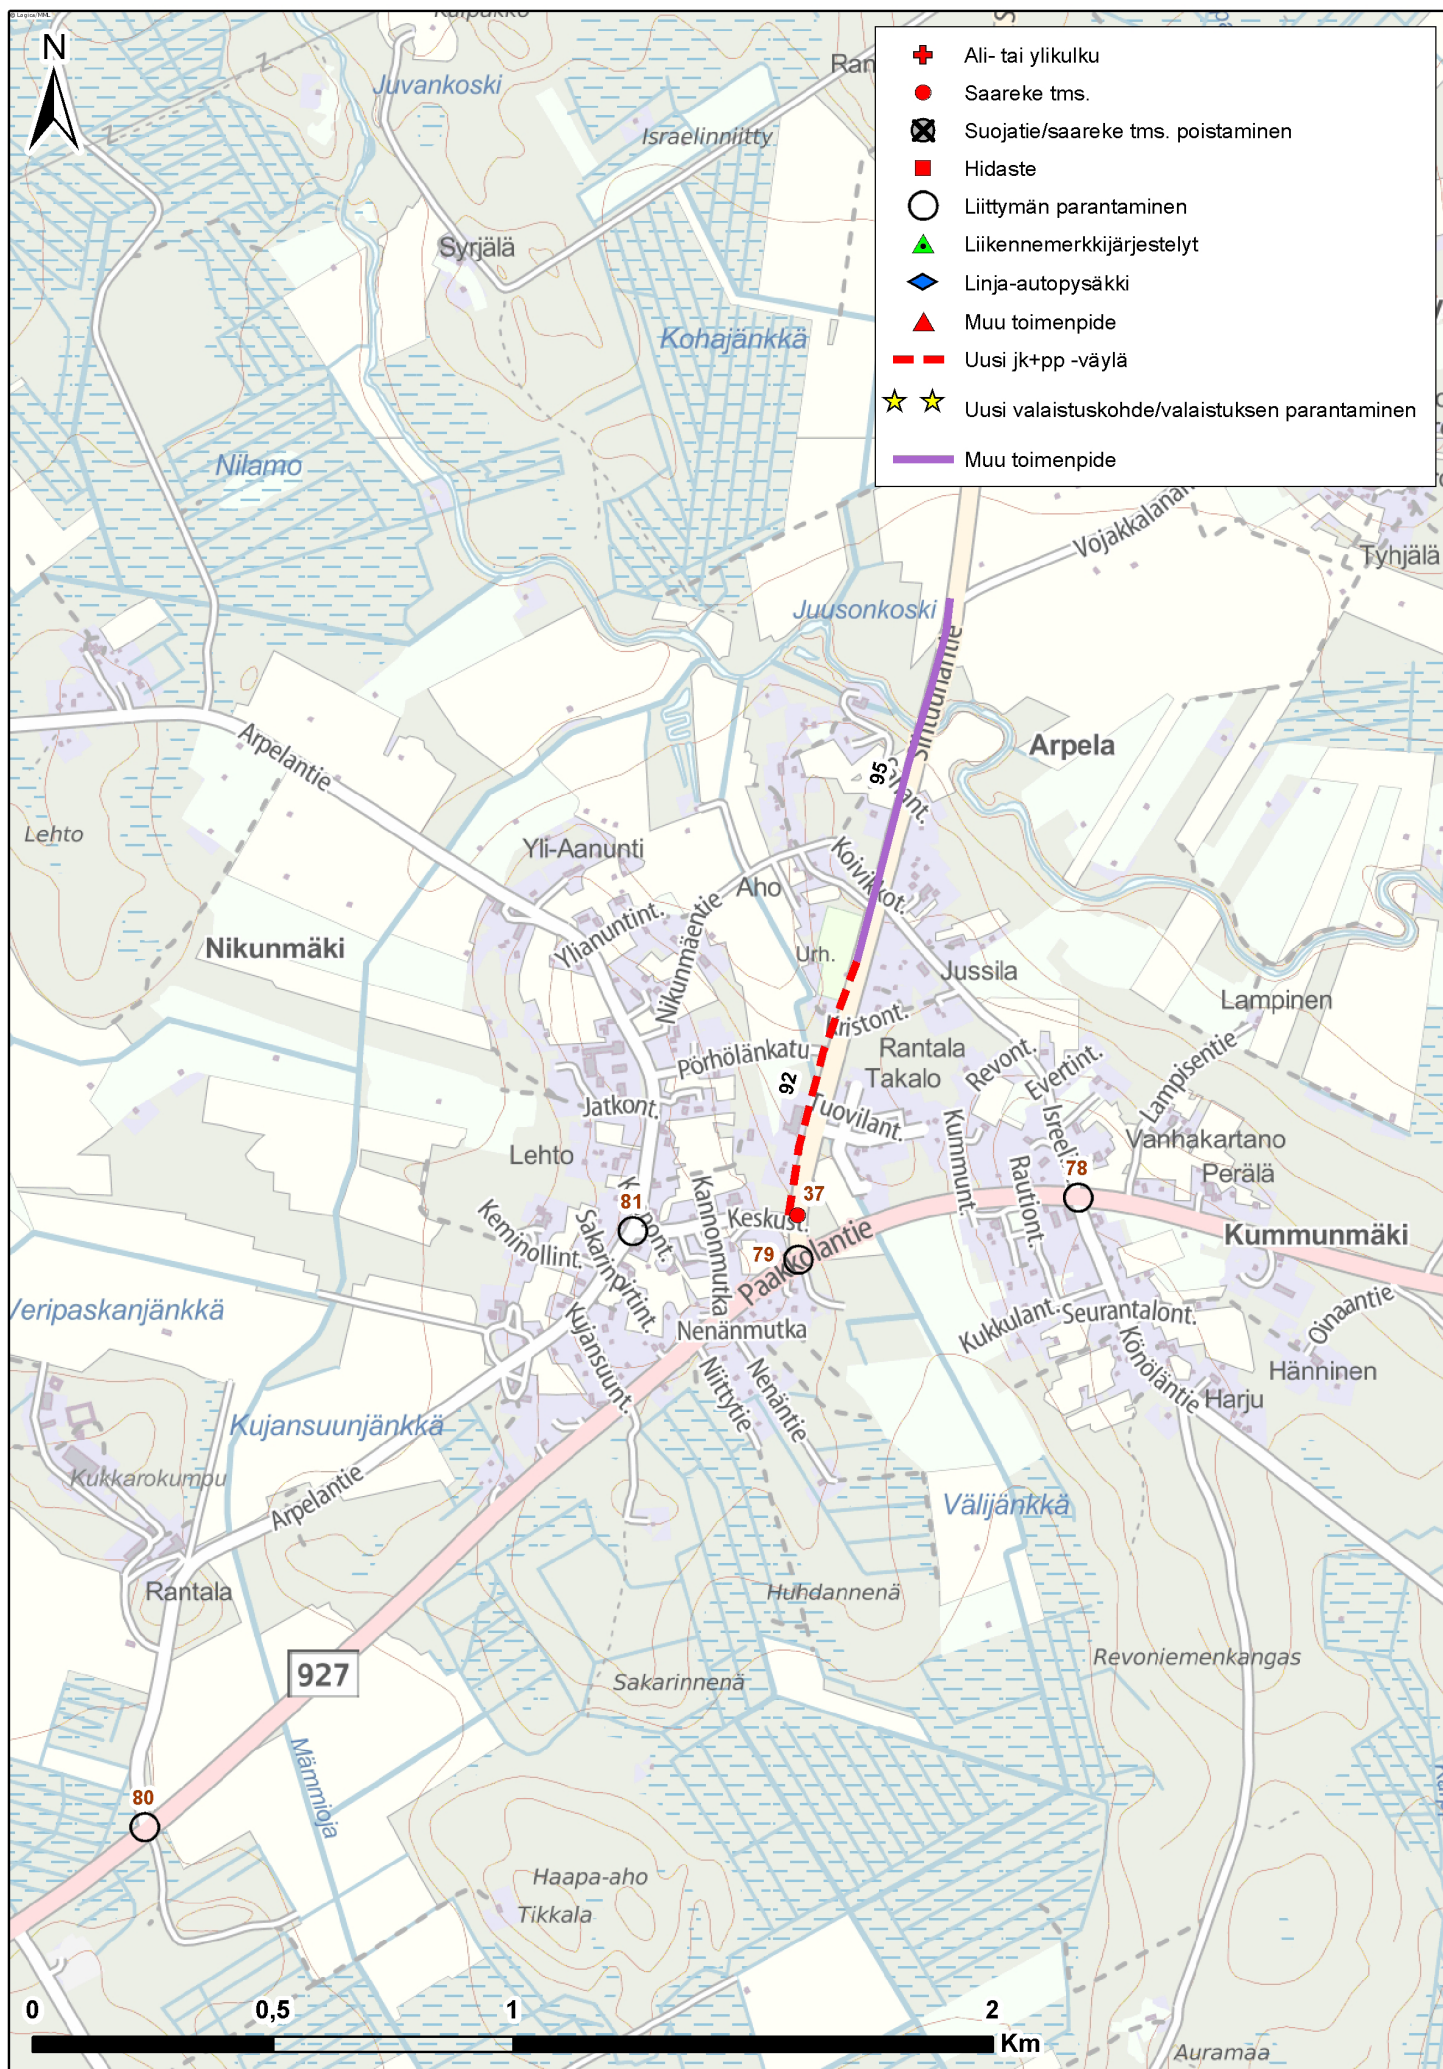 © Logica/MML
N
Ali- tai ylikulku
Saareke tms.
Suojatie/saareke tms. poistaminen
Hidaste
Liittymän parantaminen
Liikennemerkkijärjestelyt
Linja-autopysäkki
Muu toimenpide
Uusi jk+pp -väylä
Uusi valaistuskohde/valaistuksen parantaminen
Muu toimenpide
Juvankoski
Israelinniitty
Syrjälä
Kohajänkkä
Nilamo
Tyhjälä
Juusonkoski
Arpela
95
Arpelantie
Lehto
Yli-Aanunti
Aho
Koivikkot.
Ylianuntint.
Nikunmäentie
Nikunmäki
Urh.
Jussila
Lampinen
Kristont.
Rantala
Takalo
Pörhölänkatu
92
Revont.
Evertint.
Lampisentie
Jatkont.
Tuovilant.
Kummunt.
Vanhakartano
Perälä
Lehto
78
Rautiont.
81
37
Kannonmutka
Keskust.
Keminollint.
Sakarinpirtint.
79
Paakkolantie
Kummunmäki
Veripaskanjänkkä
Kujansuunt.
Nenänmutka
Kukkulant.
Seurantalont.
Oinaantie
Könöläntie
Hänninen
Harju
Niittytie
Nenäntie
Kujansuunjänkkä
Kukkarokumpu
Arpelantie
Välijänkkä
Rantala
Huhdannenä
Revoniemenkangas
927
Sakarinnenä
Mämmioja
80
Haapa-aho
Tikkala
0
0,5
1
2
Km
Auramaa